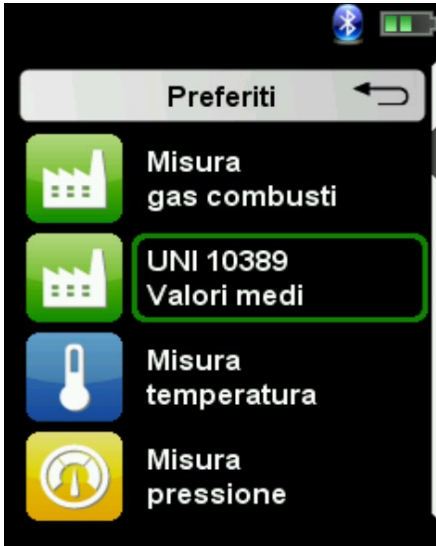 Preferiti
Misura
gas combusti
UNI 10389
Valori medi
Misura
temperatura
Misura
pressione